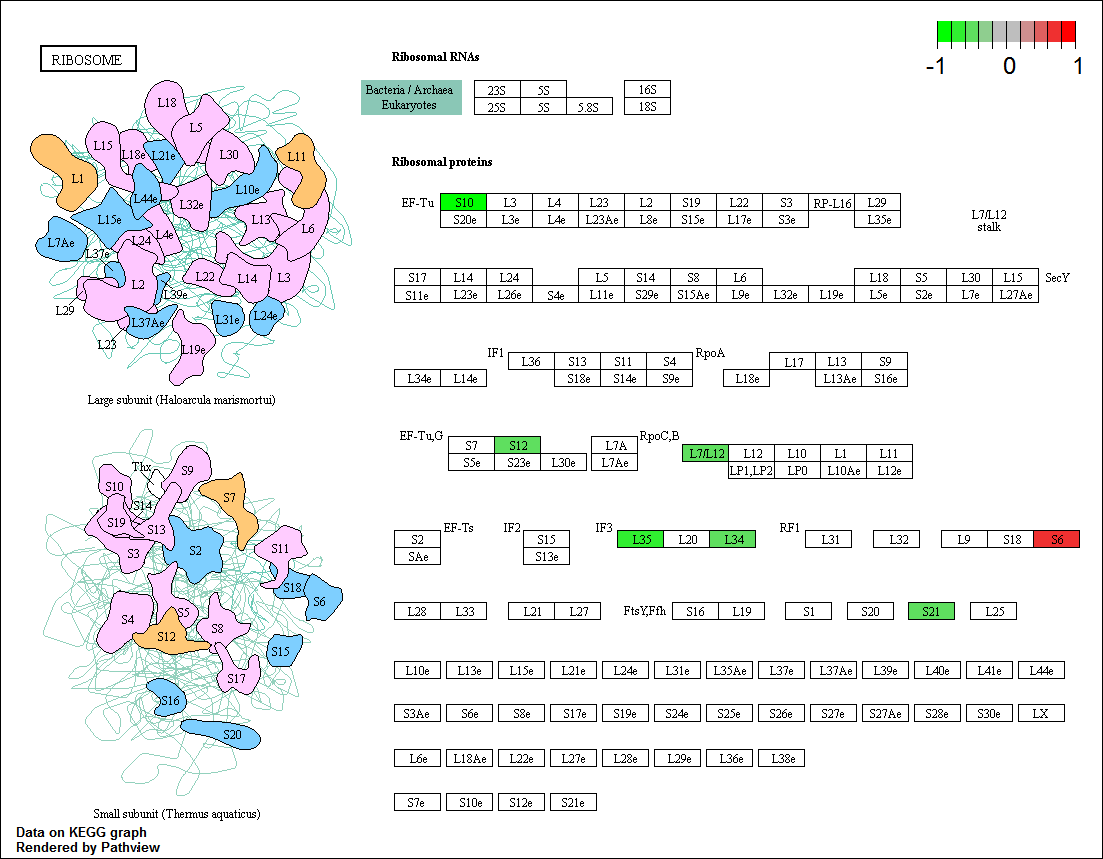 RIBOSOME
-1 0 1
Ribosomal RNAs
Bacteria / Archaea 23S 5S 16S
Eukaryotes 25S 5S 5.8S 18S
L18
L5
L15
L18e
L21e
L30
L11
L1
L44e
L10e
L32e
L15e
L13
L6
L7Ae
L24
L4e
L37e
L2
L22
L14
L3
L39e
L29
L37Ae
L31e
L24e
L23
L19e
Large subunit (Haloarcula marismortui)
Thx
S9
S10
S7
S14
S19
S13
S3
S2
S11
S18
S6
S4
S5
S12
S8
S15
S17
S16
S20
Small subunit (Thermus aquaticus)
Ribosomal proteins
EF-Tu S10 L3 L4 L23 L2 S19 L22 S3 RP-L16 L29
S20e L3e L4e L23Ae L8e S15e L17e S3e L35e
L7/L12
stalk
S17 L14 L24 L5 S14 S8 L6 L18 S5 L30 L15 SecY
S11e L23e L26e S4e L11e S29e S15Ae L9e L32e L19e L5e S2e L7e L27Ae
IF1 L36 S13 S11 S4 RpoA L17 L13 S9
L34e L14e S18e S14e S9e L18e L13Ae S16e
EF-Tu,G S7 S12 L7A RpoC,B L7/L12 L12 L10 L1 L11
S5e S23e L30e L7Ae LP1,LP2 LP0 L10Ae L12e
S2 EF-Ts IF2 S15 IF3 L35 L20 L34 RF1 L31 L32 L9 S18 S6
SAe S13e
L28 L33 L21 L27 FtsY,Ffh S16 L19 S1 S20 S21 L25
L10e L13e L15e L21e L24e L31e L35Ae L37e L37Ae L39e L40e L41e L44e
S3Ae S6e S8e S17e S19e S24e S25e S26e S27e S27Ae S28e S30e LX
L6e L18Ae L22e L27e L28e L29e L36e L38e
S7e S10e S12e S21e
Data on KEGG graph
Rendered by Pathview